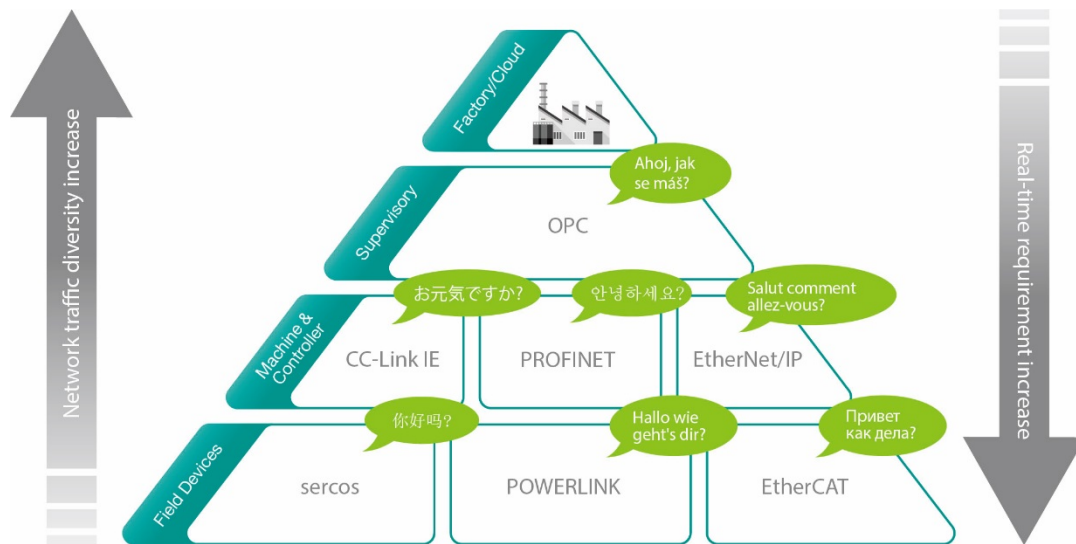 Network traffic diversity increase
Real-time requirement increase
Factory/Cloud
Supervisory
Ahoj, jak
se máš?
OPC
Machine &
Controller
お元気ですか?
안녕하세요?
Salut comment
allez-vous?
CC-Link IE
PROFINET
EtherNet/IP
Field Devices
你好吗?
Hallo wie
geht's dir?
Привет
как дела?
sercos
POWERLINK
EtherCAT